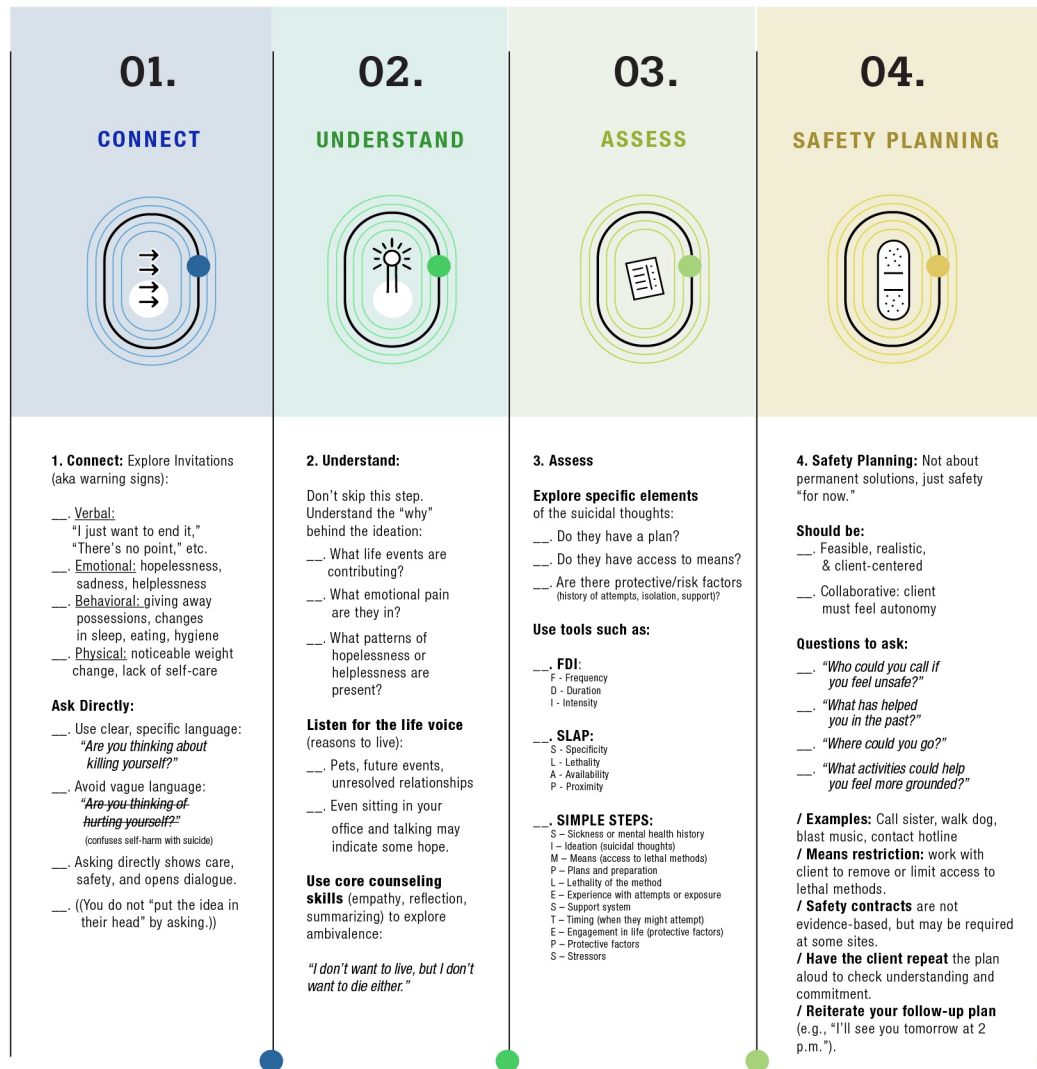 01.
CONNECT
1. Connect: Explore Invitations
(aka warning signs):
__. Verbal:
“I just want to end it,”
“There’s no point,” etc.
__. Emotional: hopelessness,
sadness, helplessness
__. Behavioral: giving away
possessions, changes
in sleep, eating, hygiene
__. Physical: noticeable weight
change, lack of self-care
Ask Directly:
__. Use clear, specific language:
“Are you thinking about
killing yourself?”
__. Avoid vague language:
“Are you thinking of
hurting yourself?”
(confuses self-harm with suicide)
__. Asking directly shows care,
safety, and opens dialogue.
__. ((You do not “put the idea in
their head” by asking.))
02.
UNDERSTAND
2. Understand:
Don’t skip this step.
Understand the “why”
behind the ideation:
__. What life events are
contributing?
__. What emotional pain
are they in?
__. What patterns of
hopelessness or
helplessness are
present?
Listen for the life voice
(reasons to live):
__. Pets, future events,
unresolved relationships
__. Even sitting in your
office and talking may
indicate some hope.
Use core counseling
skills (empathy, reflection,
summarizing) to explore
ambivalence:
“I don’t want to live, but I don’t
want to die either.”
03.
ASSESS
3. Assess
Explore specific elements
of the suicidal thoughts:
__. Do they have a plan?
__. Do they have access to means?
__. Are there protective/risk factors
(history of attempts, isolation, support)?
Use tools such as:
__. FDI:
F - Frequency
D - Duration
I - Intensity
__. SLAP:
S - Specificity
L - Lethality
A - Availability
P - Proximity
__. SIMPLE STEPS:
S – Sickness or mental health history
I – Ideation (suicidal thoughts)
M – Means (access to lethal methods)
P – Plans and preparation
L – Lethality of the method
E – Experience with attempts or exposure
S – Support system
T – Timing (when they might attempt)
E – Engagement in life (protective factors)
P – Protective factors
S – Stressors
04.
SAFETY PLANNING
4. Safety Planning: Not about
permanent solutions, just safety
“for now.”
Should be:
__. Feasible, realistic,
& client-centered
__. Collaborative: client
must feel autonomy
Questions to ask:
__. “Who could you call if
you feel unsafe?”
__. “What has helped
you in the past?”
__. “Where could you go?”
__. “What activities could help
you feel more grounded?”
/ Examples: Call sister, walk dog,
blast music, contact hotline
/ Means restriction: work with
client to remove or limit access to
lethal methods.
/ Safety contracts are not
evidence-based, but may be required
at some sites.
/ Have the client repeat the plan
aloud to check understanding and
commitment.
/ Reiterate your follow-up plan
(e.g., “I’ll see you tomorrow at 2
p.m.”).